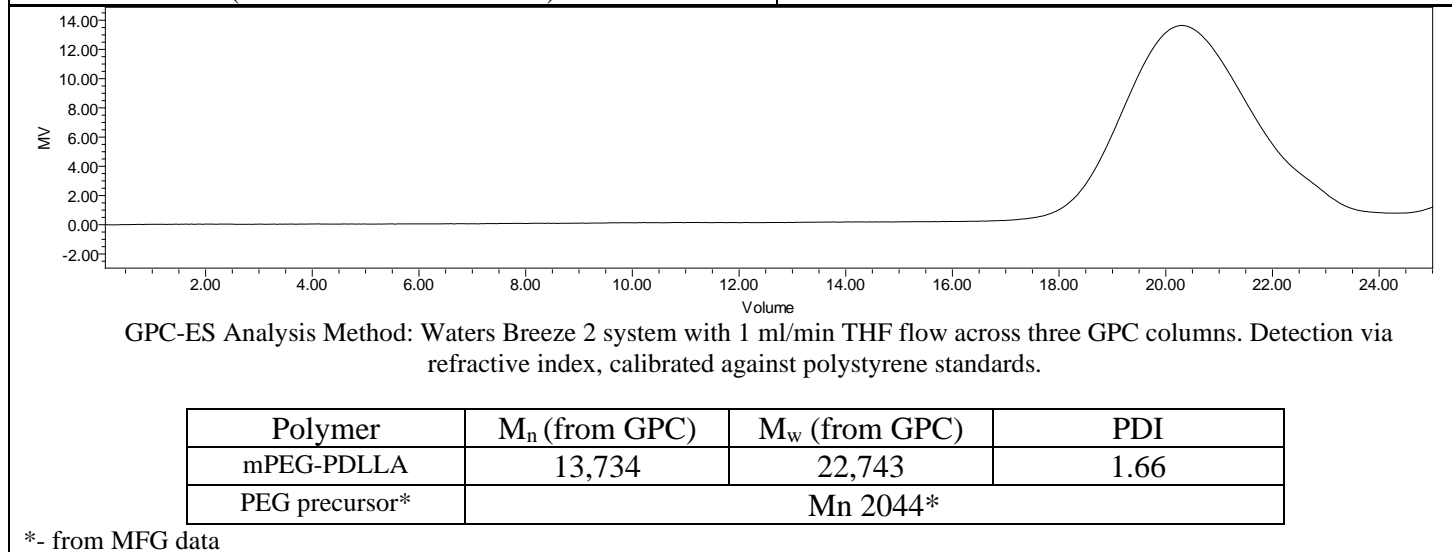 14.00
12.00
10.00
8.00
6.00
4.00
2.00
0.00
-2.00
MV
2.00 4.00 6.00 8.00 10.00 12.00 14.00 16.00 18.00 20.00 22.00 24.00
Volume
GPC-ES Analysis Method: Waters Breeze 2 system with 1 ml/min THF flow across three GPC columns. Detection via
refractive index, calibrated against polystyrene standards.
Polymer Mn (from GPC) Mw (from GPC) PDI
mPEG-PDLLA 13,734 22,743 1.66
PEG precursor* Mn 2044*
*- from MFG data